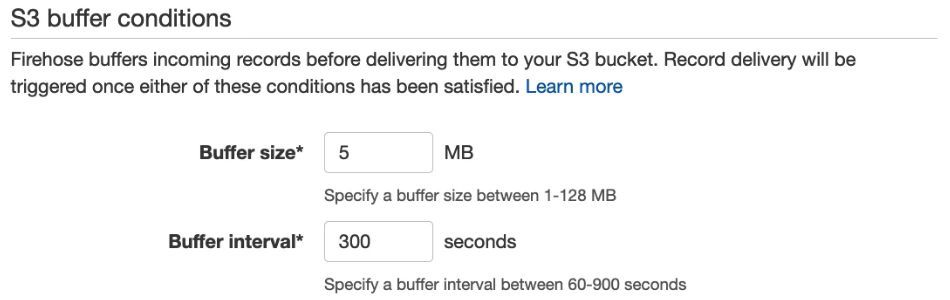 S3 buffer conditions
Firehose buffers incoming records before delivering them to your S3 bucket. Record delivery will be
triggered once either of these conditions has been satisfied. Learn more
Buffer size* 5 MB
Specify a buffer size between 1-128 MB
Buffer interval* 300 seconds
Specify a buffer interval between 60-900 seconds